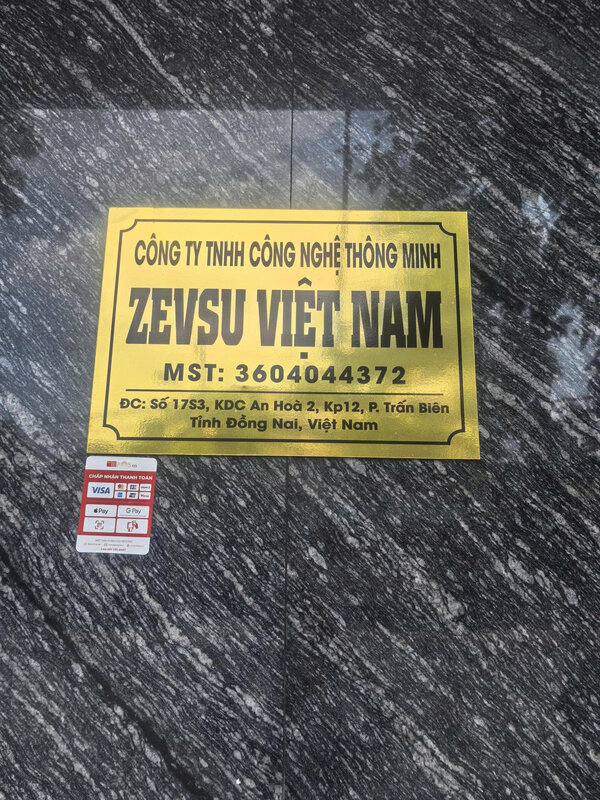 CÔNG TY TNHH CÔNG NGHỆ THÔNG MINH
ZEVSU VIỆT NAM
MST: 3604044372
ĐC: Số 17S3, KDC An Hoà 2, Kp12, P. Trấn Biên
Tỉnh Đồng Nai, Việt Nam
CHẤP NHẬN THANH TOÁN
VISA
Pay
G Pay